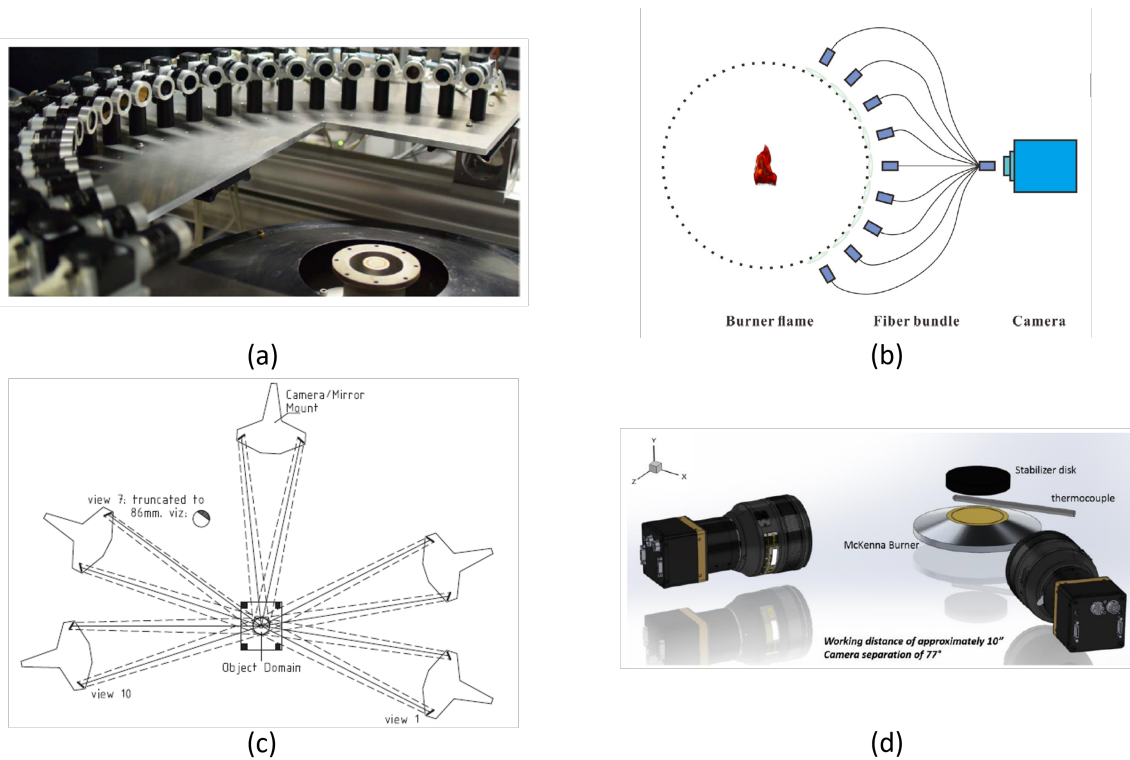 (a)
Burner flame
Fiber bundle
Camera
(b)
Camera/Mirror
Mount
view 7: truncated to
86mm. viz:
view 10
Object Domain
view 1
(c)
Y
X
Z
Stabilizer disk
thermocouple
McKenna Burner
Working distance of approximately 10"
Camera separation of 77°
(d)